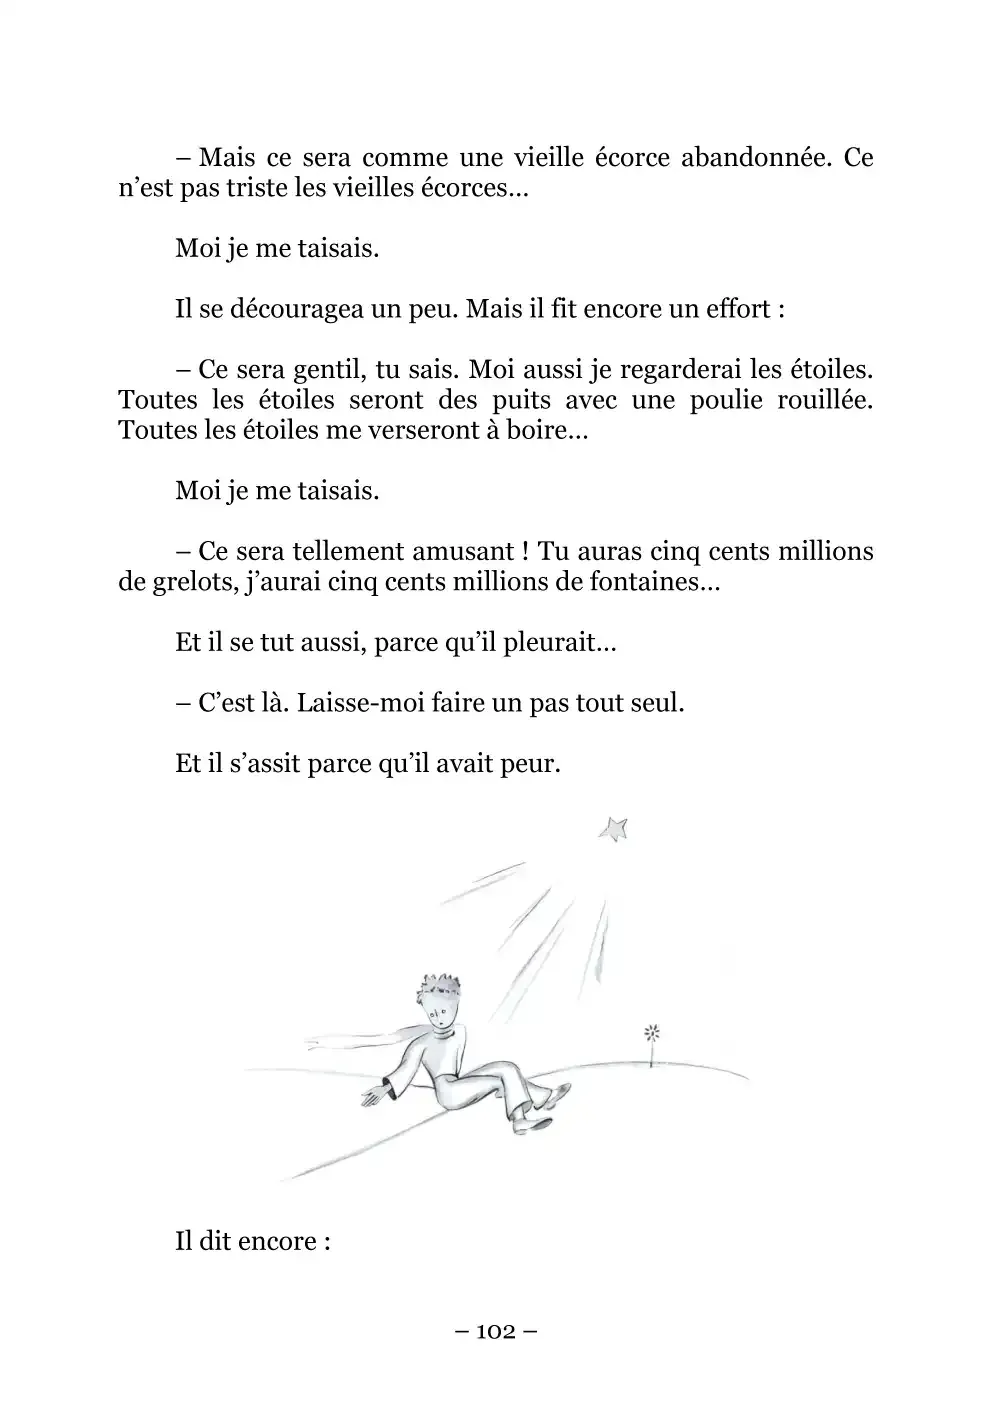 – Mais ce sera comme une vieille écorce abandonnée. Ce
n’est pas triste les vieilles écorces…
Moi je me taisais.
Il se découragea un peu. Mais il fit encore un effort :
– Ce sera gentil, tu sais. Moi aussi je regarderai les étoiles.
Toutes les étoiles seront des puits avec une poulie rouillée.
Toutes les étoiles me verseront à boire…
Moi je me taisais.
– Ce sera tellement amusant ! Tu auras cinq cents millions
de grelots, j’aurai cinq cents millions de fontaines…
Et il se tut aussi, parce qu’il pleurait…
– C’est là. Laisse-moi faire un pas tout seul.
Et il s’assit parce qu’il avait peur.
Il dit encore :
– 102 –